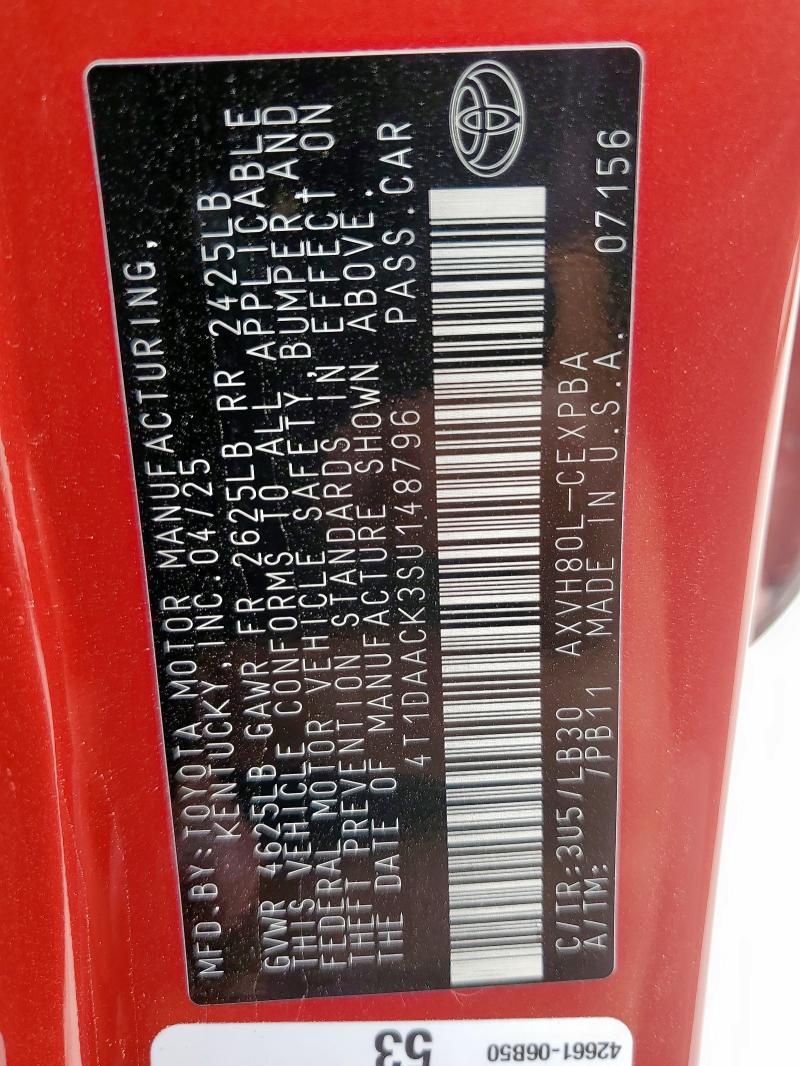 MFD.BY:TOYOTA MOTOR MANUFACTURING,
KENTUCKY, INC.04/25
GVWR 4625LB GAWR FR 2625LB RR 2425LB
THIS VEHICLE CONFORMS TO ALL APPLICABLE
FEDERAL MOTOR VEHICLE SAFETY,BUMPER,AND
THEFT PREVENTION STANDARDS IN EFFECT ON
THE DATE OF MANUFACTURE SHOWN ABOVE.
4T1DAACK3SU148796 PASS.CAR
C/TR:3U5/LB30 AXVH80L-CEXPBA 07156
A/TM: /PB11 MADE IN U.S.A.
53
42661-06B50